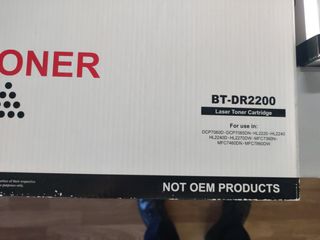 ONER
BT-DR2200
Laser Toner Cartridge
For use in:
DCP7060D・DCP7065DN・HL2220・HL2240
HL2240D・HL2270DW・MFC7360N・
MFC7460DN・MFC7860DW
NOT OEM PRODUCTS